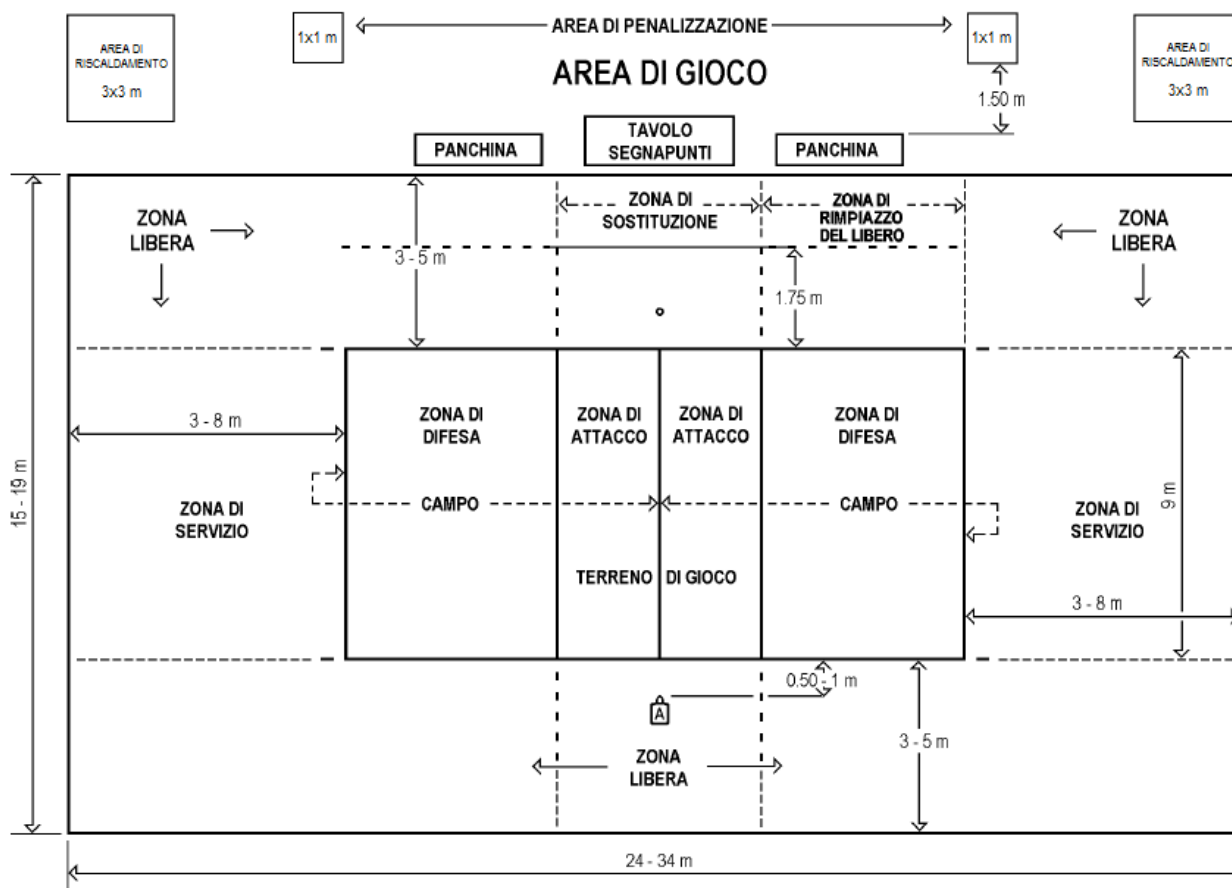 AREA DI PENALIZZAZIONE
AREA DI
RISCALDAMENTO
3x3 m
1x1 m
AREA DI GIOCO
1x1 m
AREA DI
RISCALDAMENTO
3x3 m
1.50 m
PANCHINA
TAVOLO
SEGNAPUNTI
PANCHINA
ZONA
LIBERA
ZONA DI
SOSTITUZIONE
ZONA DI
RIMPIAZZO
DEL LIBERO
ZONA
LIBERA
3 - 5 m
1.75 m
3 - 8 m
ZONA DI
DIFESA
ZONA DI
ATTACCO
ZONA DI
ATTACCO
ZONA DI
DIFESA
15 - 19 m
ZONA DI
SERVIZIO
CAMPO
CAMPO
ZONA DI
SERVIZIO
9 m
TERRENO DI GIOCO
3 - 8 m
0.50 - 1 m
A
3 - 5 m
ZONA
LIBERA
24 - 34 m